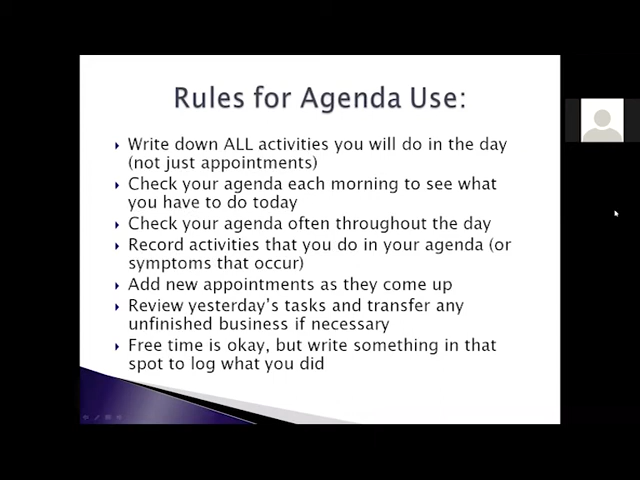 Rules for Agenda Use:
Write down ALL activities you will do in the day
(not just appointments)
Check your agenda each morning to see what
you have to do today
Check your agenda often throughout the day
Record activities that you do in your agenda (or
symptoms that occur)
Add new appointments as they come up
Review yesterday's tasks and transfer any
unfinished business if necessary
Free time is okay, but write something in that
spot to log what you did